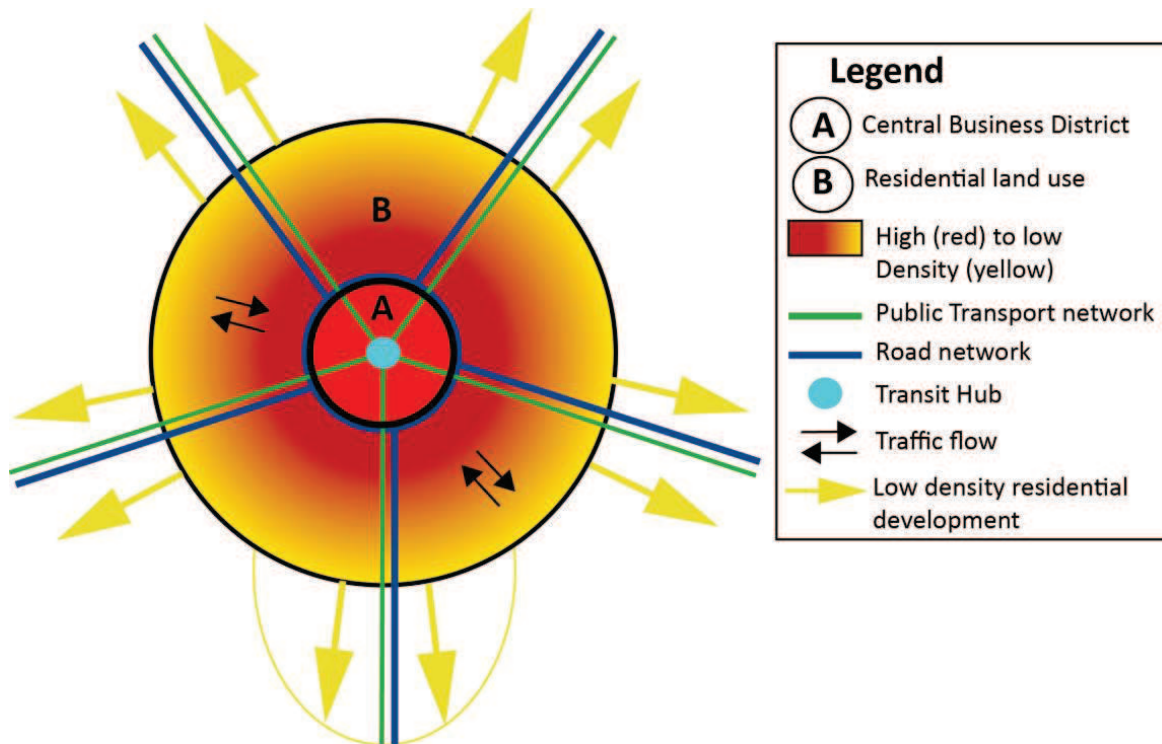 Legend
A
Central Business District
B
Residential land use
High (red) to low
Density (yellow)
Public Transport network
Road network
Transit Hub
Traffic flow
Low density residential
development
B
A